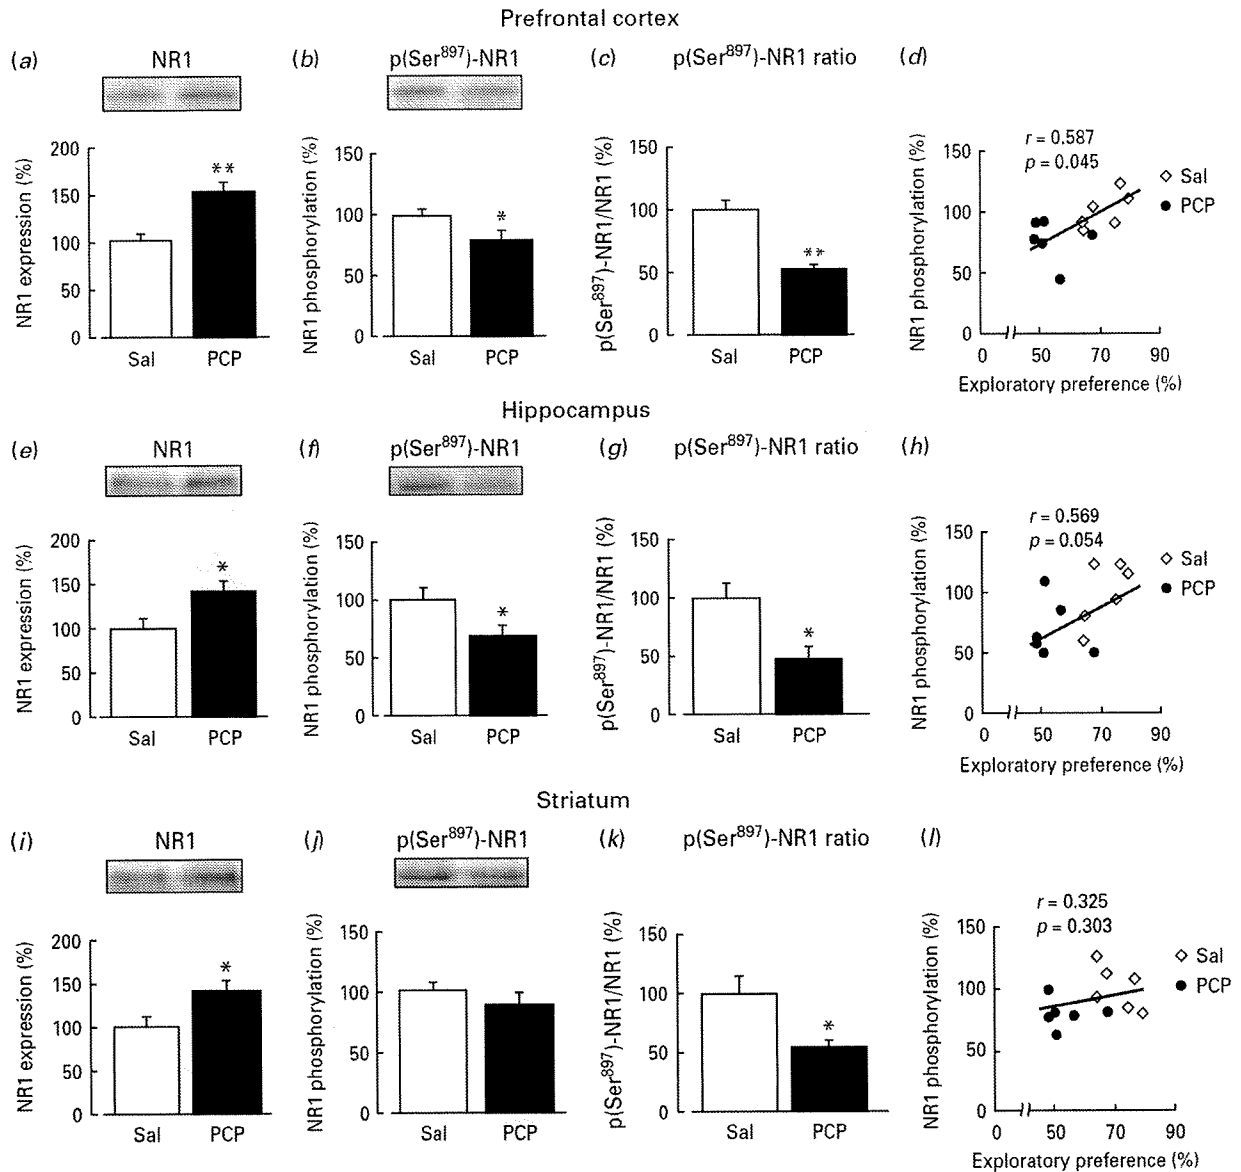 Prefrontal cortex
(a) NR1 (b) p(Ser897)-NR1 (c) p(Ser897)-NR1 ratio (d)
NR1 expression (%)
200
150
100
50
0
**
Sal PCP
NR1 phosphorylation (%)
150
100
50
0
*
Sal PCP
p(Ser897)-NR1/NR1 (%)
150
100
50
0
**
Sal PCP
NR1 phosphorylation (%)
150
100
50
0
r = 0.587
p = 0.045
Sal
PCP
0 50 70 90
Exploratory preference (%)
Hippocampus
(e) NR1 (f) p(Ser897)-NR1 (g) p(Ser897)-NR1 ratio (h)
NR1 expression (%)
200
150
100
50
0
*
Sal PCP
NR1 phosphorylation (%)
150
100
50
0
*
Sal PCP
p(Ser897)-NR1/NR1 (%)
150
100
50
0
*
Sal PCP
NR1 phosphorylation (%)
150
100
50
0
r = 0.569
p = 0.054
Sal
PCP
0 50 70 90
Exploratory preference (%)
Striatum
(i) NR1 (j) p(Ser897)-NR1 (k) p(Ser897)-NR1 ratio (l)
NR1 expression (%)
200
150
100
50
0
*
Sal PCP
NR1 phosphorylation (%)
150
100
50
0
Sal PCP
p(Ser897)-NR1/NR1 (%)
150
100
50
0
*
Sal PCP
NR1 phosphorylation (%)
150
100
50
0
r = 0.325
p = 0.303
Sal
PCP
0 50 70 90
Exploratory preference (%)